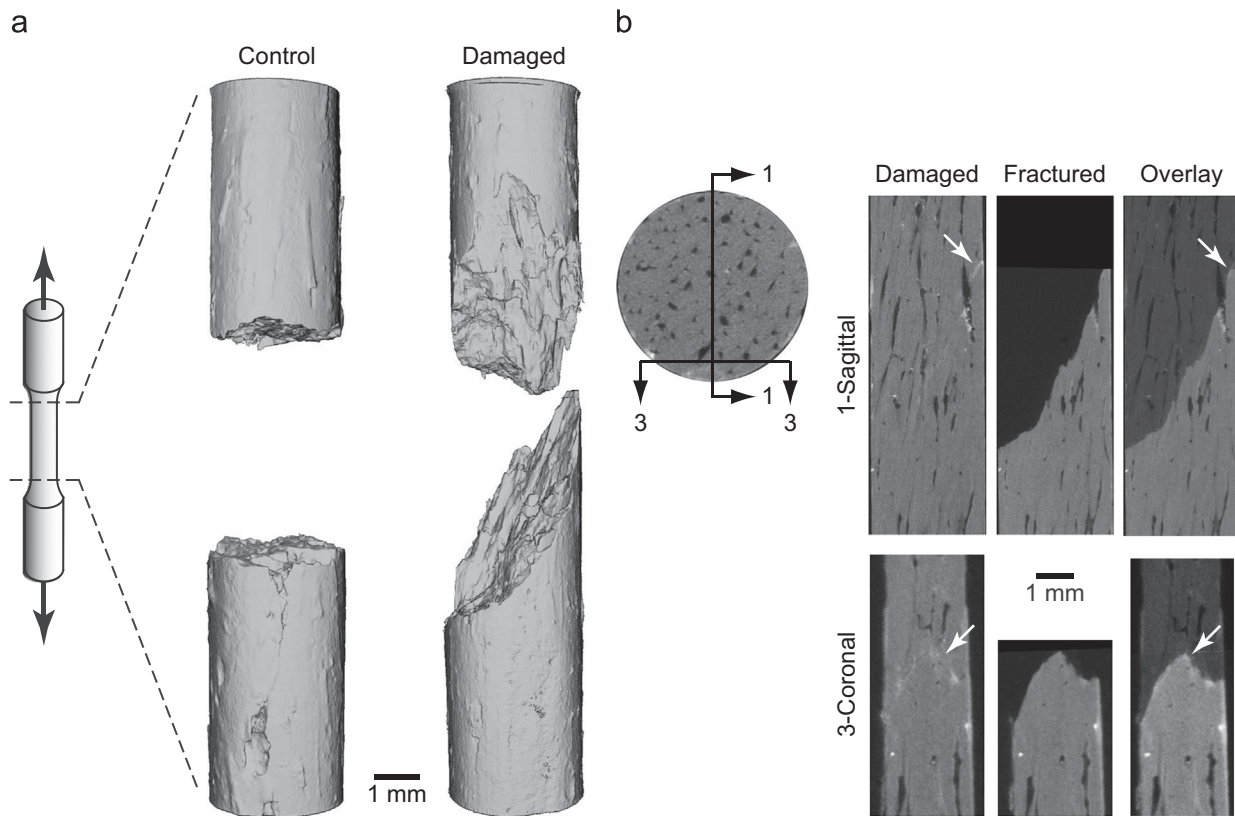 a
Control
Damaged
1 mm
b
1
1
3
3
Damaged
Fractured
Overlay
1-Sagittal
1 mm
3-Coronal